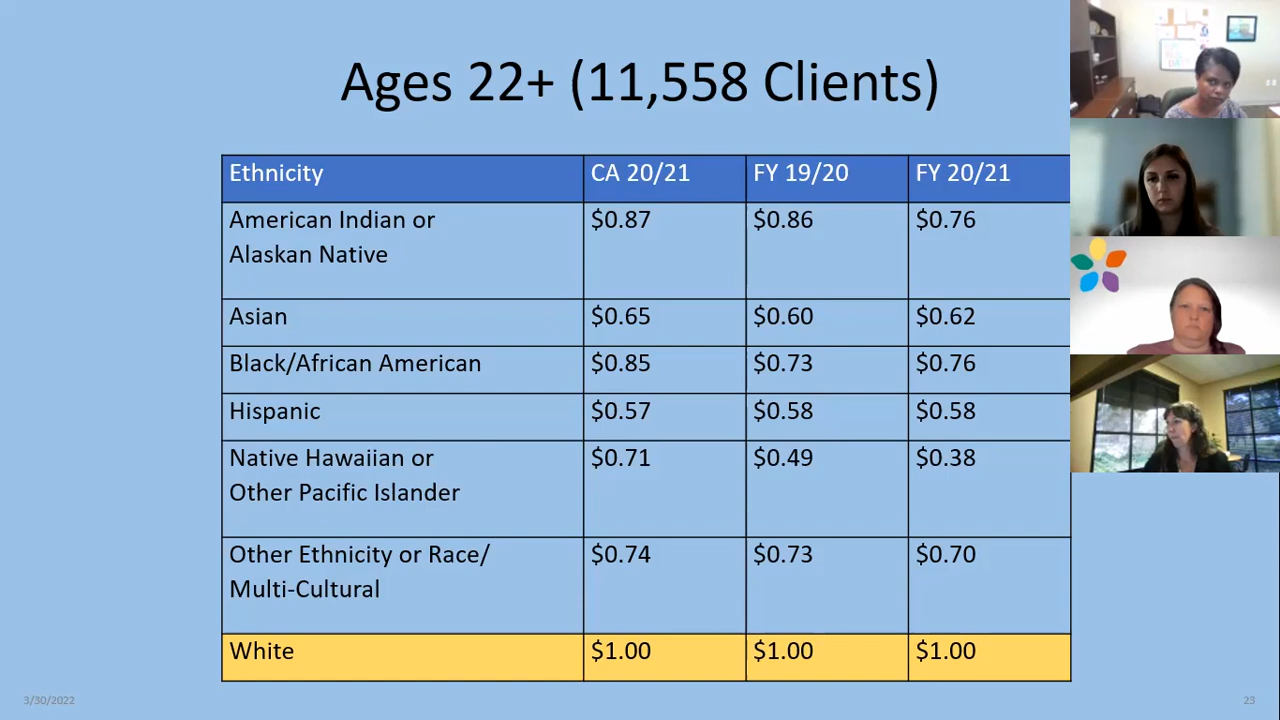 Ages 22+ (11,558 Clients)
Ethnicity CA 20/21 FY 19/20 FY 20/21
American Indian or $0.87 $0.86 $0.76
Alaskan Native
Asian $0.65 $0.60 $0.62
Black/African American $0.85 $0.73 $0.76
Hispanic $0.57 $0.58 $0.58
Native Hawaiian or $0.71 $0.49 $0.38
Other Pacific Islander
Other Ethnicity or Race/ $0.74 $0.73 $0.70
Multi-Cultural
White $1.00 $1.00 $1.00
3/30/2022 23